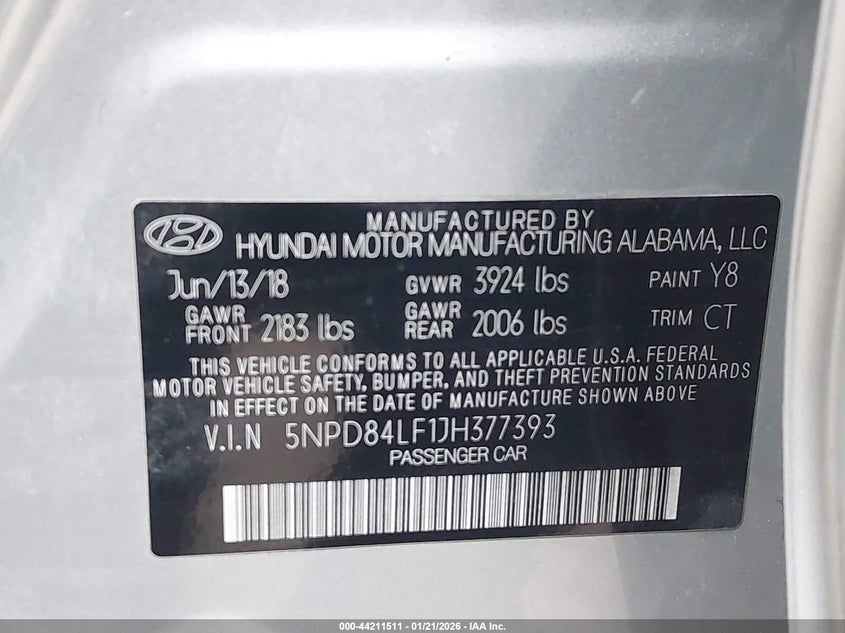 MANUFACTURED BY
HYUNDAI MOTOR MANUFACTURING ALABAMA, LLC
Jun/13/18 GVWR 3924 lbs PAINT Y8
GAWR FRONT 2183 lbs GAWR REAR 2006 lbs TRIM CT
THIS VEHICLE CONFORMS TO ALL APPLICABLE U.S.A. FEDERAL
MOTOR VEHICLE SAFETY, BUMPER, AND THEFT PREVENTION STANDARDS
IN EFFECT ON THE DATE OF MANUFACTURE SHOWN ABOVE
V.I.N 5NPD84LF1JH377393
PASSENGER CAR
000-44211511 - 01/21/2026 - IAA Inc.